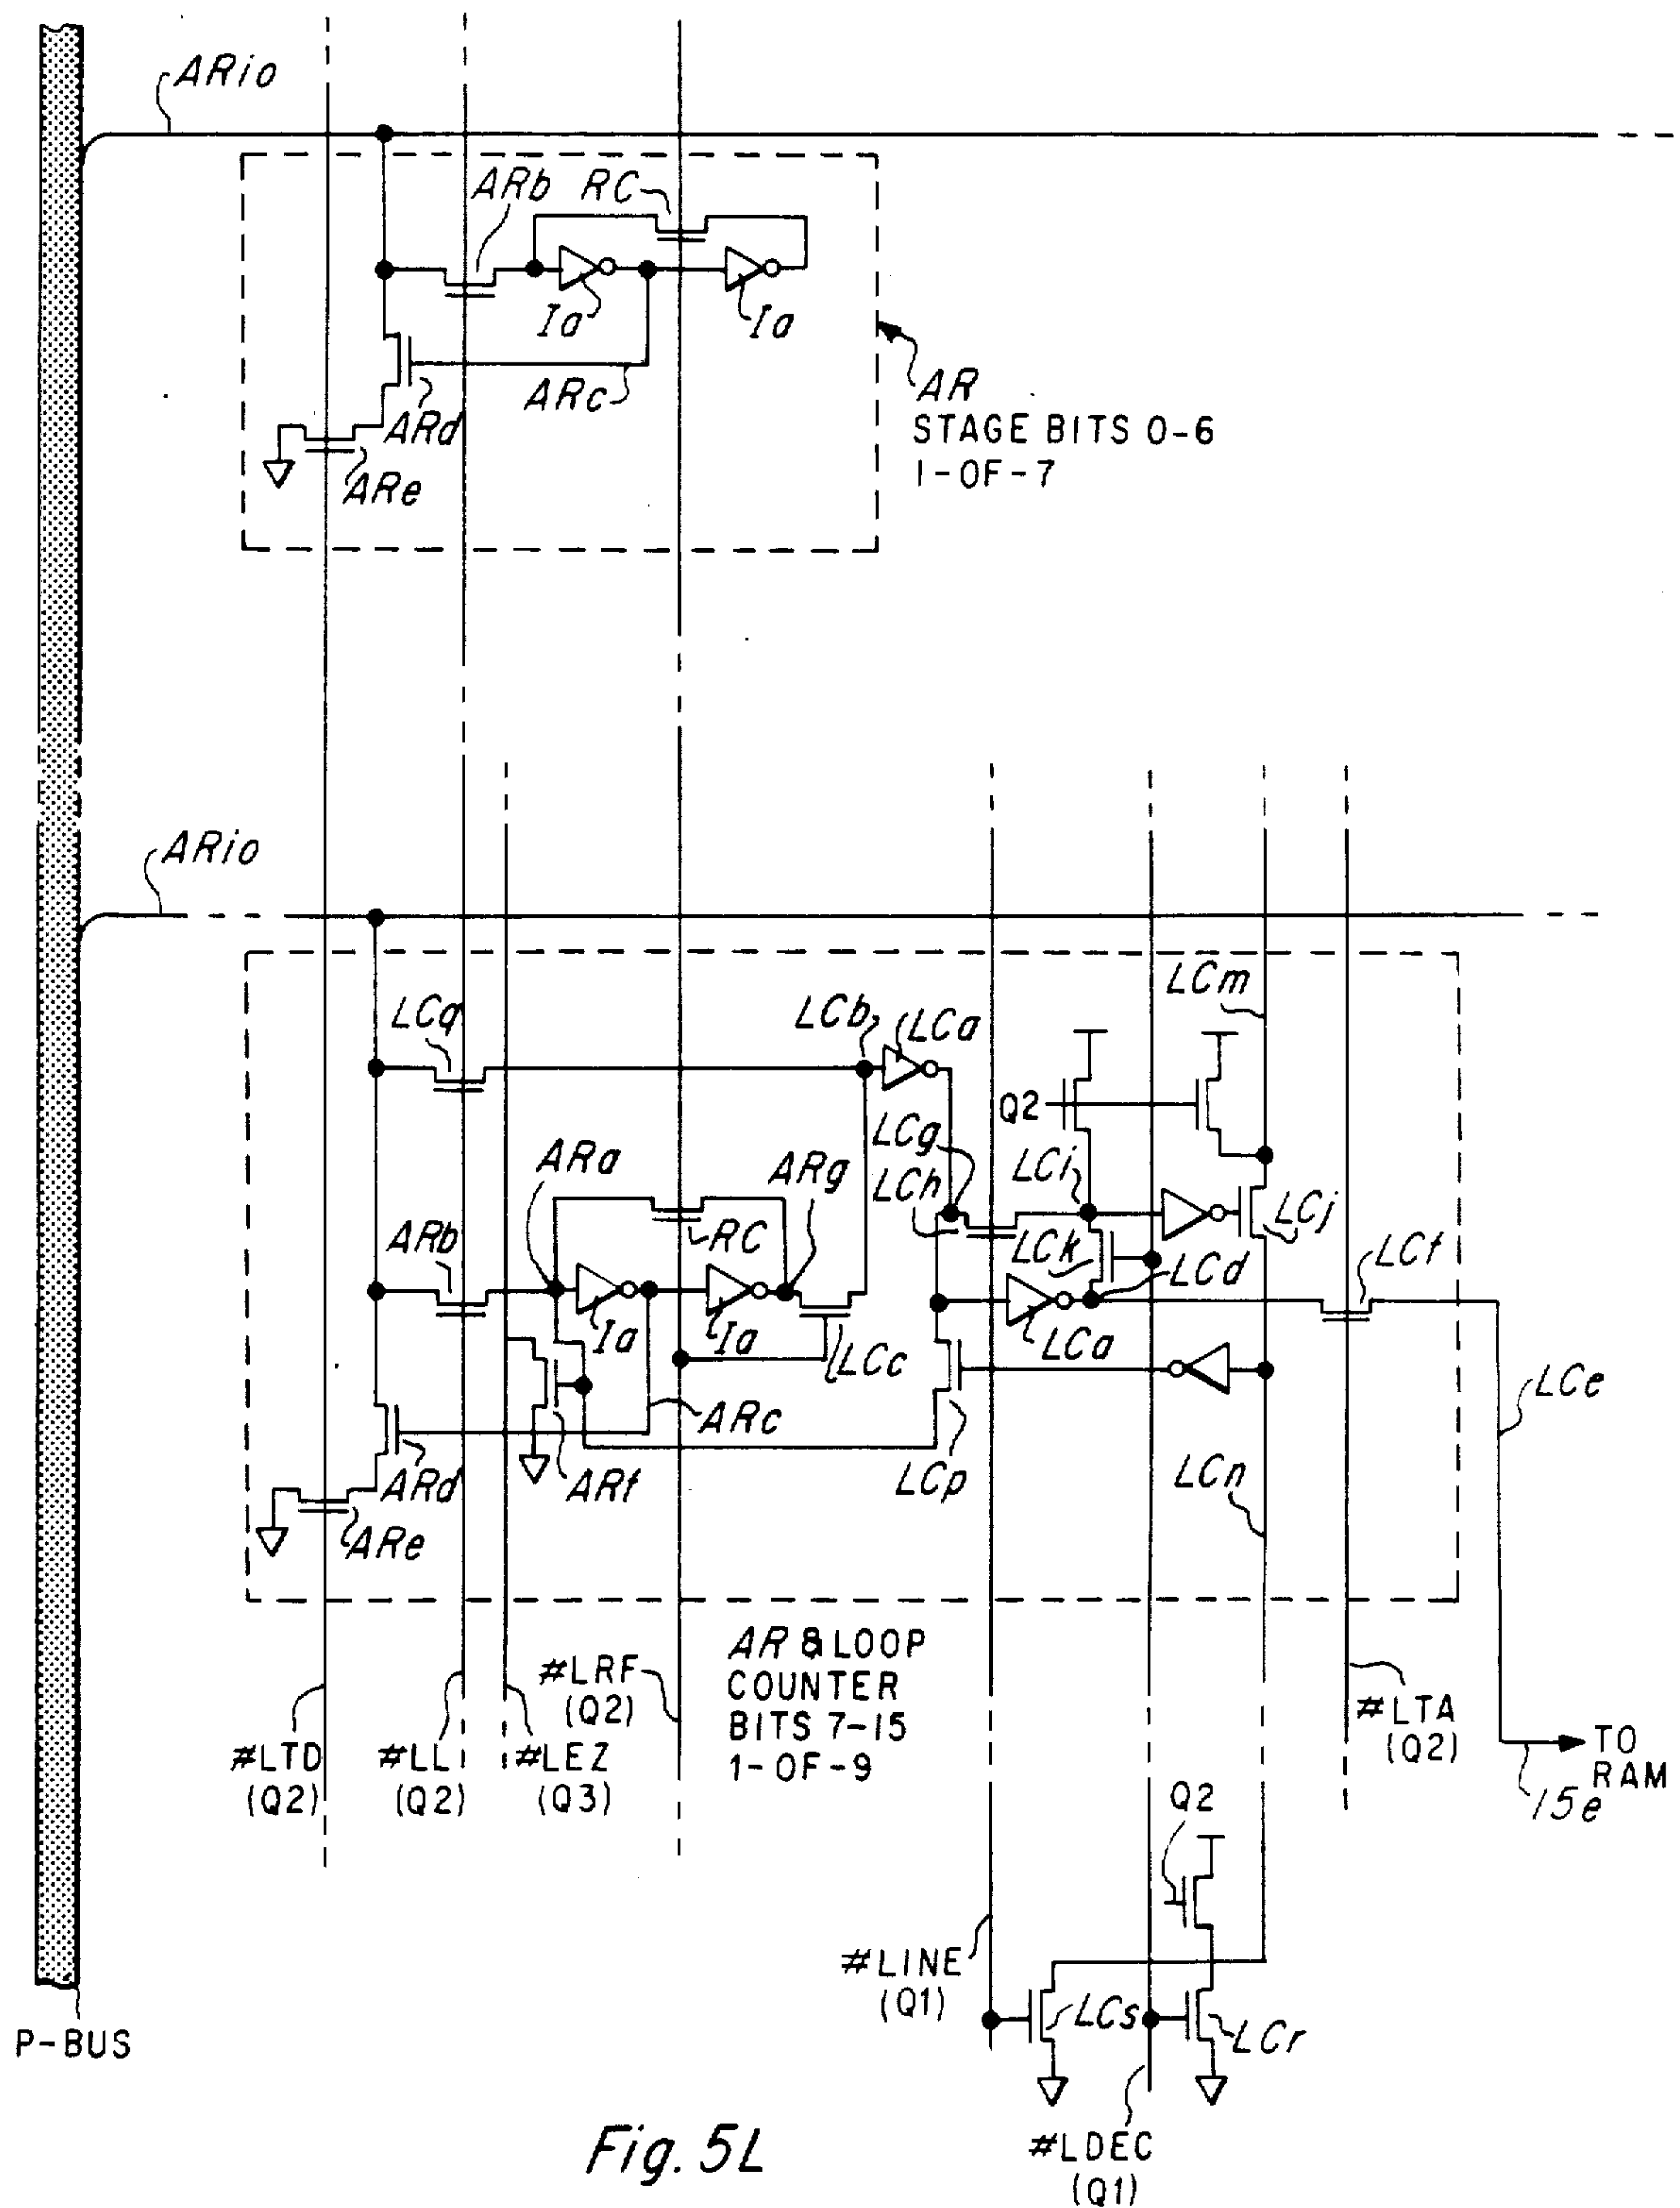 ARio
ARb
RC
Ia
Ia
ARc
ARd
ARe
AR
STAGE BITS 0-6
1-OF-7
ARio
LCq
LCb
LCa
LCm
Q2
LCg
LCi
LCh
ARa
ARg
ARb
RC
LCk
LCj
LCd
LCt
Ia
Ia
LCc
LCa
LCe
ARc
ARd
ARf
LCp
LCn
ARe
#LTD
(Q2)
#LL
(Q2)
#LEZ
(Q3)
#LRF
(Q2)
AR & LOOP
COUNTER
BITS 7-15
1-OF-9
#LTA
(Q2)
TO
RAM
15e
Q2
#LINE
(Q1)
LCs
LCr
P-BUS
#LDEC
(Q1)
Fig. 5L